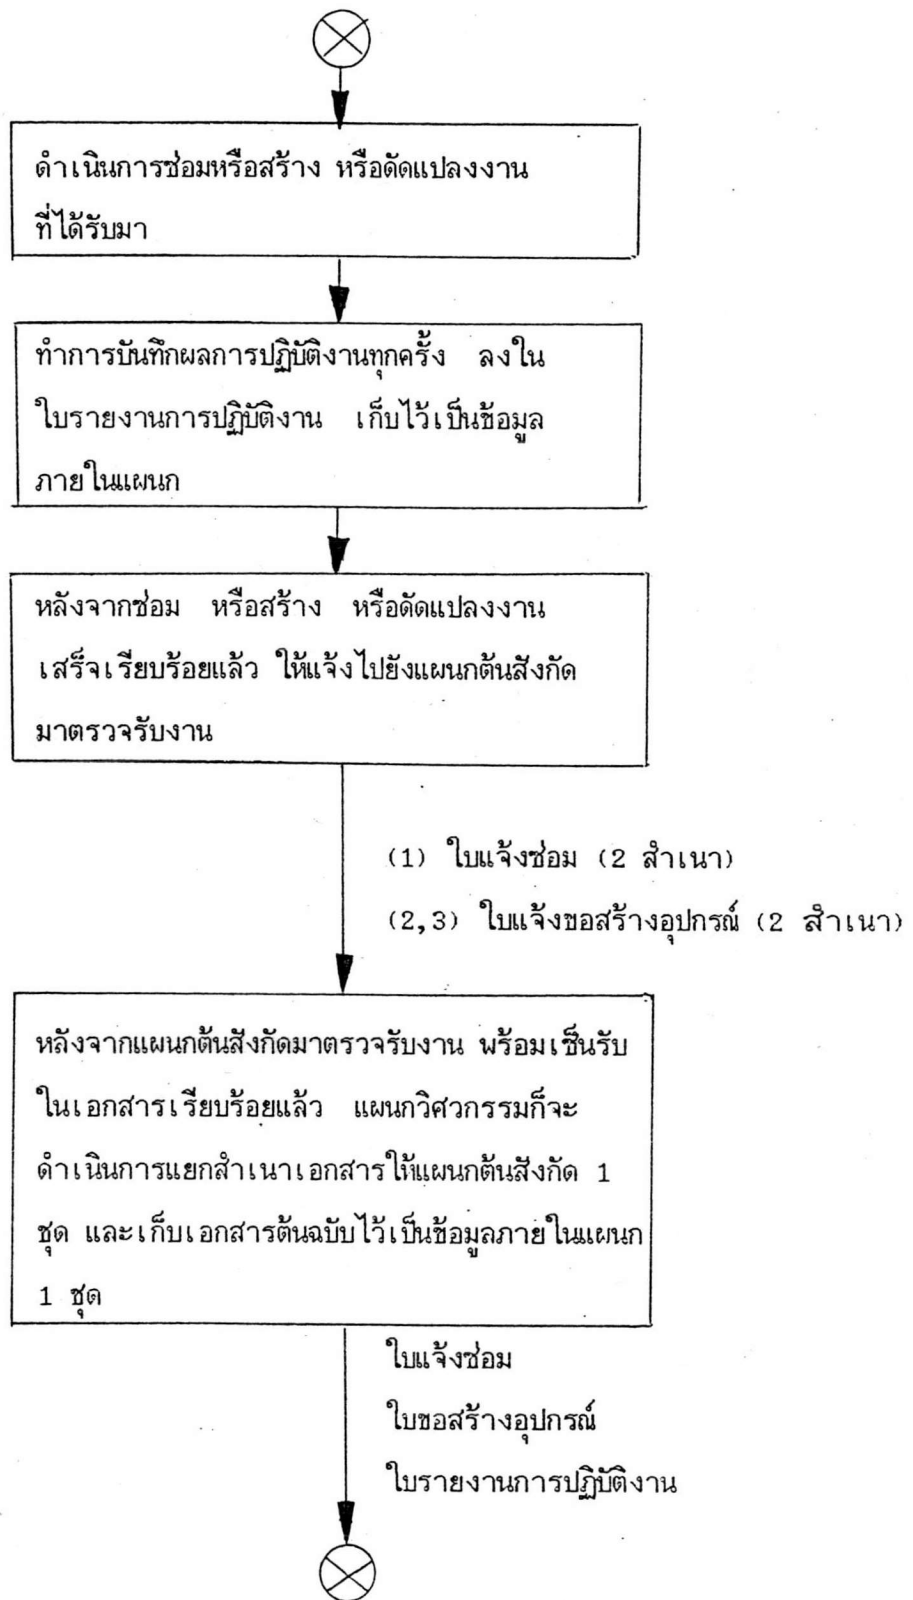 ดำเนินการซ่อมหรือสร้าง หรือดัดแปลงงาน
ที่ได้รับมา
ทำการบันทึกผลการปฏิบัติงานทุกครั้ง ลงใน
ใบรายงานการปฏิบัติงาน เก็บไว้เป็นข้อมูล
ภายในแผนก
หลังจากซ่อม หรือสร้าง หรือดัดแปลงงาน
เสร็จเรียบร้อยแล้ว ให้แจ้งไปยังแผนกต้นสังกัด
มาตรวจรับงาน
(1) ใบแจ้งซ่อม (2 สำเนา)
(2,3) ใบแจ้งขอสร้างอุปกรณ์ (2 สำเนา)
หลังจากแผนกต้นสังกัดมาตรวจรับงาน พร้อมเซ็นรับ
ในเอกสารเรียบร้อยแล้ว แผนกวิศวกรรมก็จะ
ดำเนินการแยกสำเนาเอกสารให้แผนกต้นสังกัด 1
ชุด และเก็บเอกสารต้นฉบับไว้เป็นข้อมูลภายในแผนก
1 ชุด
ใบแจ้งซ่อม
ใบขอสร้างอุปกรณ์
ใบรายงานการปฏิบัติงาน